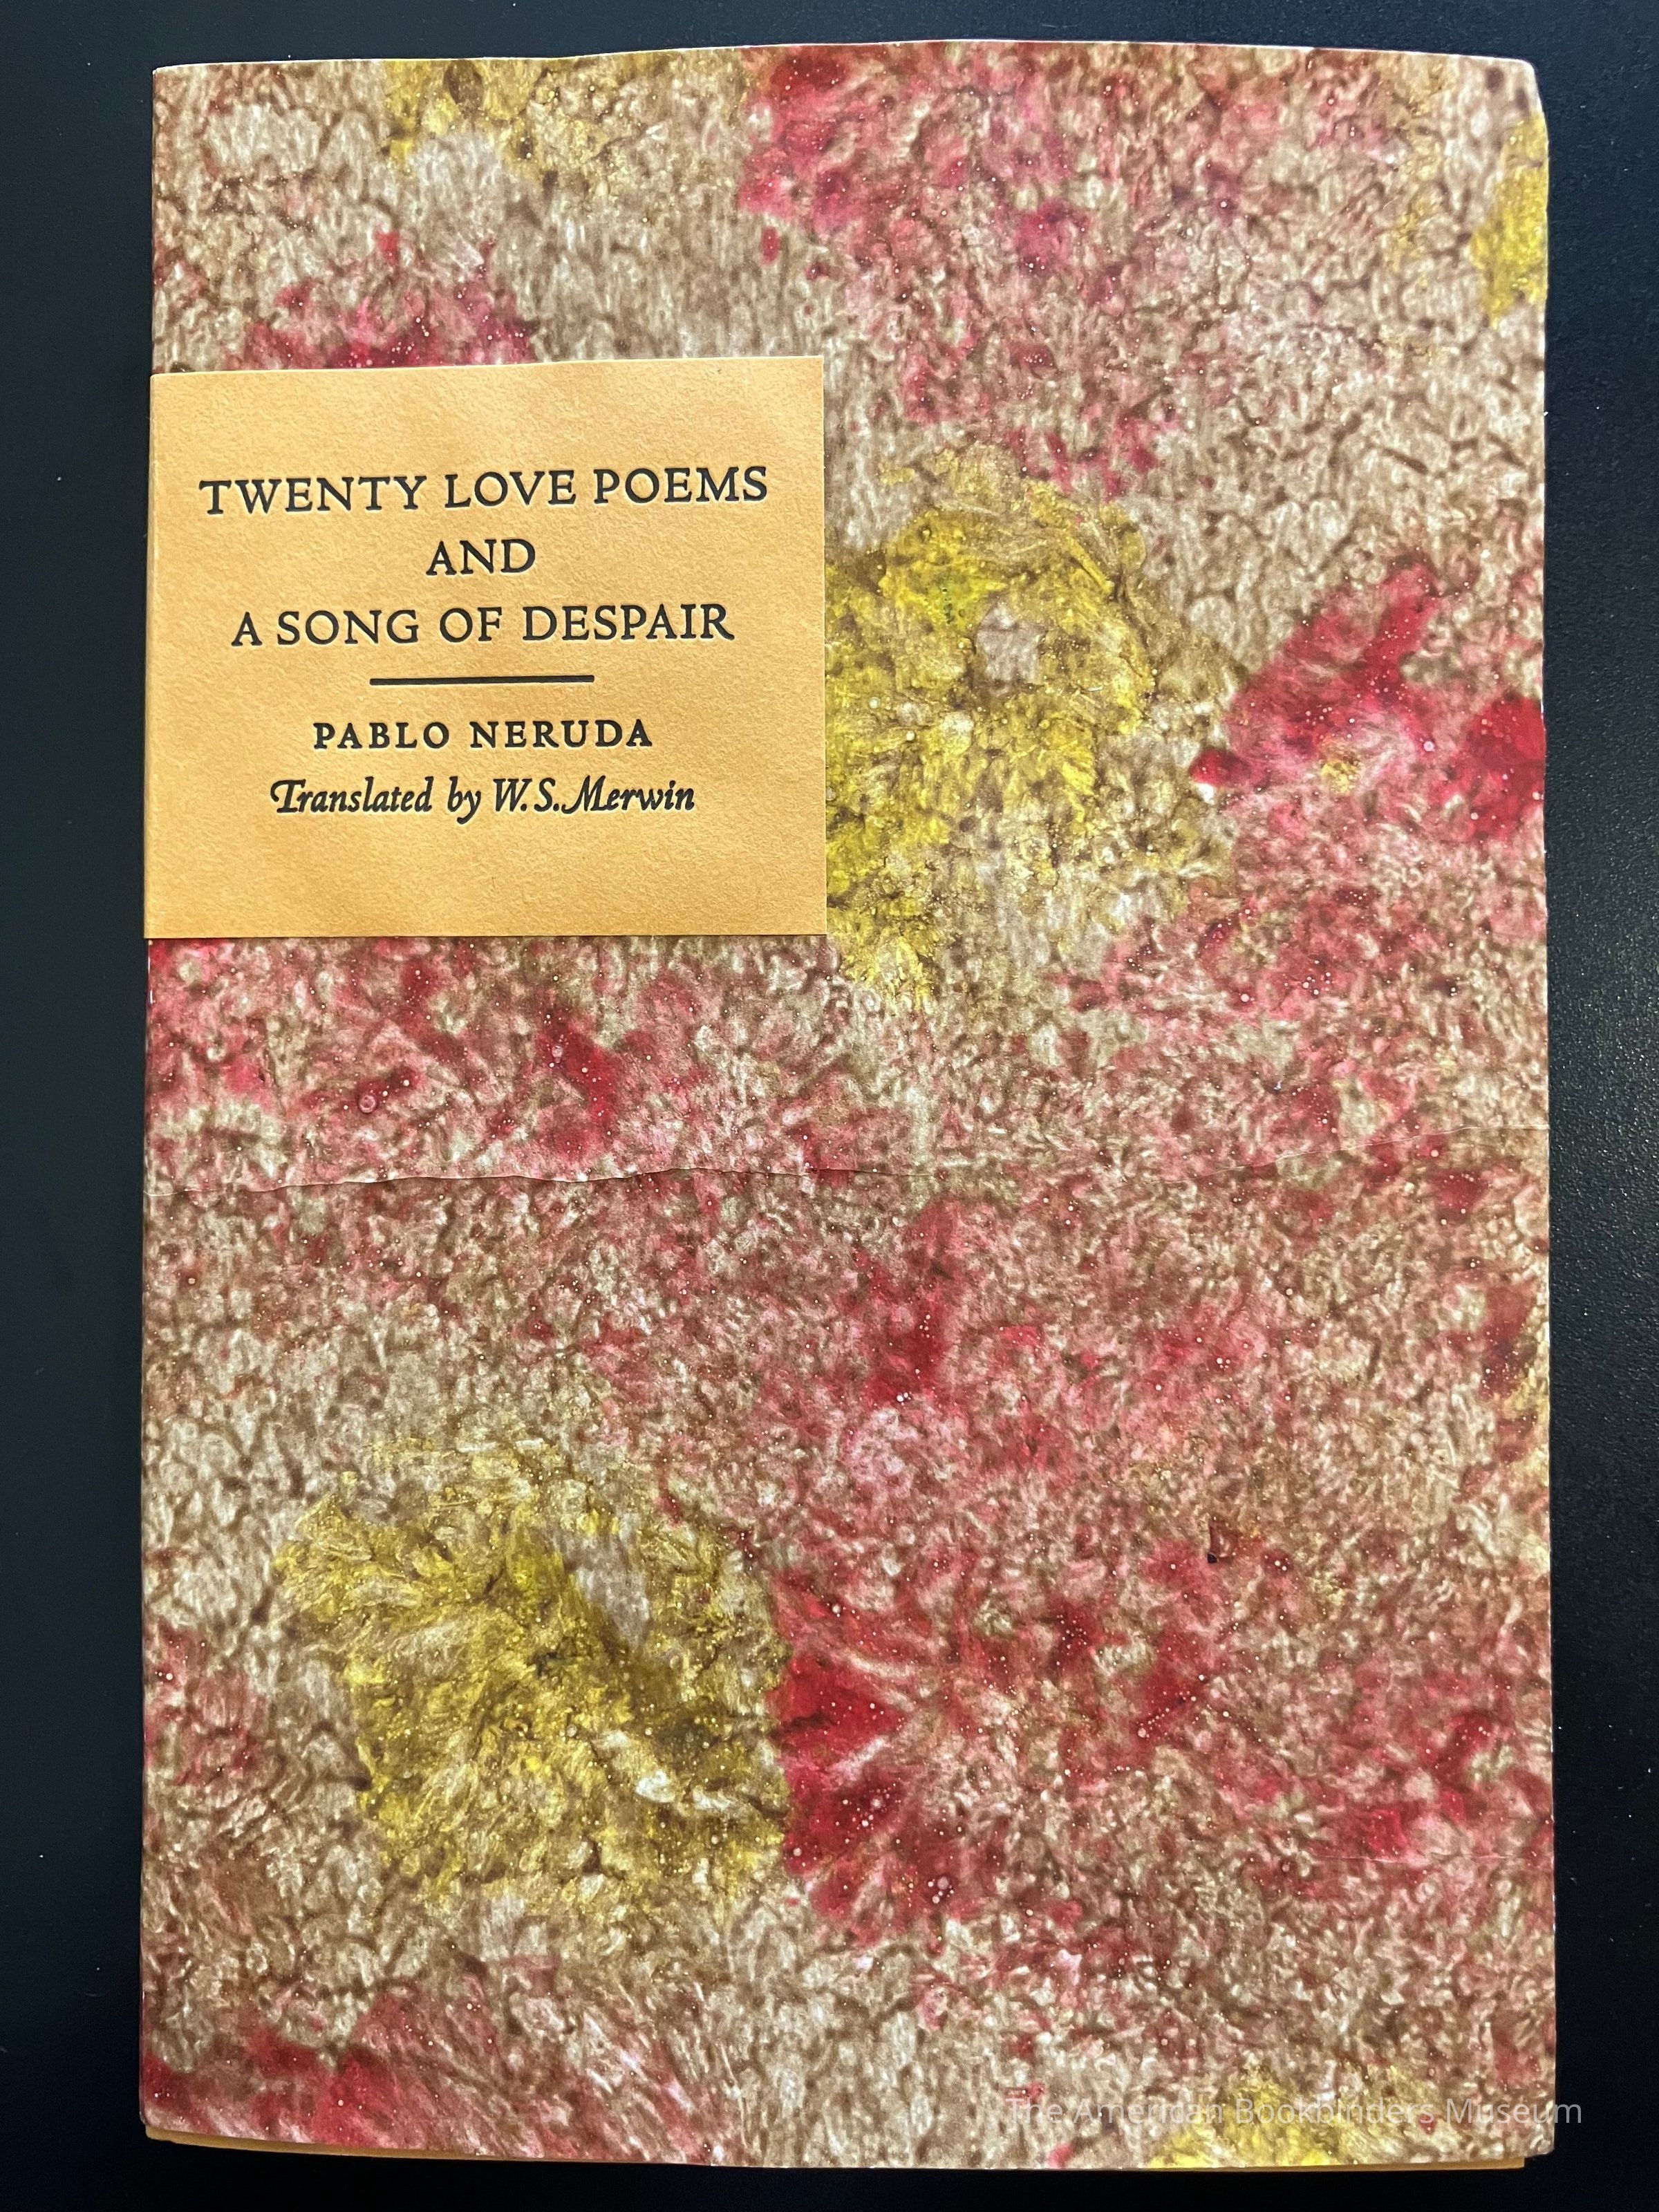 TWENTY LOVE POEMS
AND
A SONG OF DESPAIR
PABLO NERUDA
Translated by W. S. Merwin
The American Bookbinders Museum